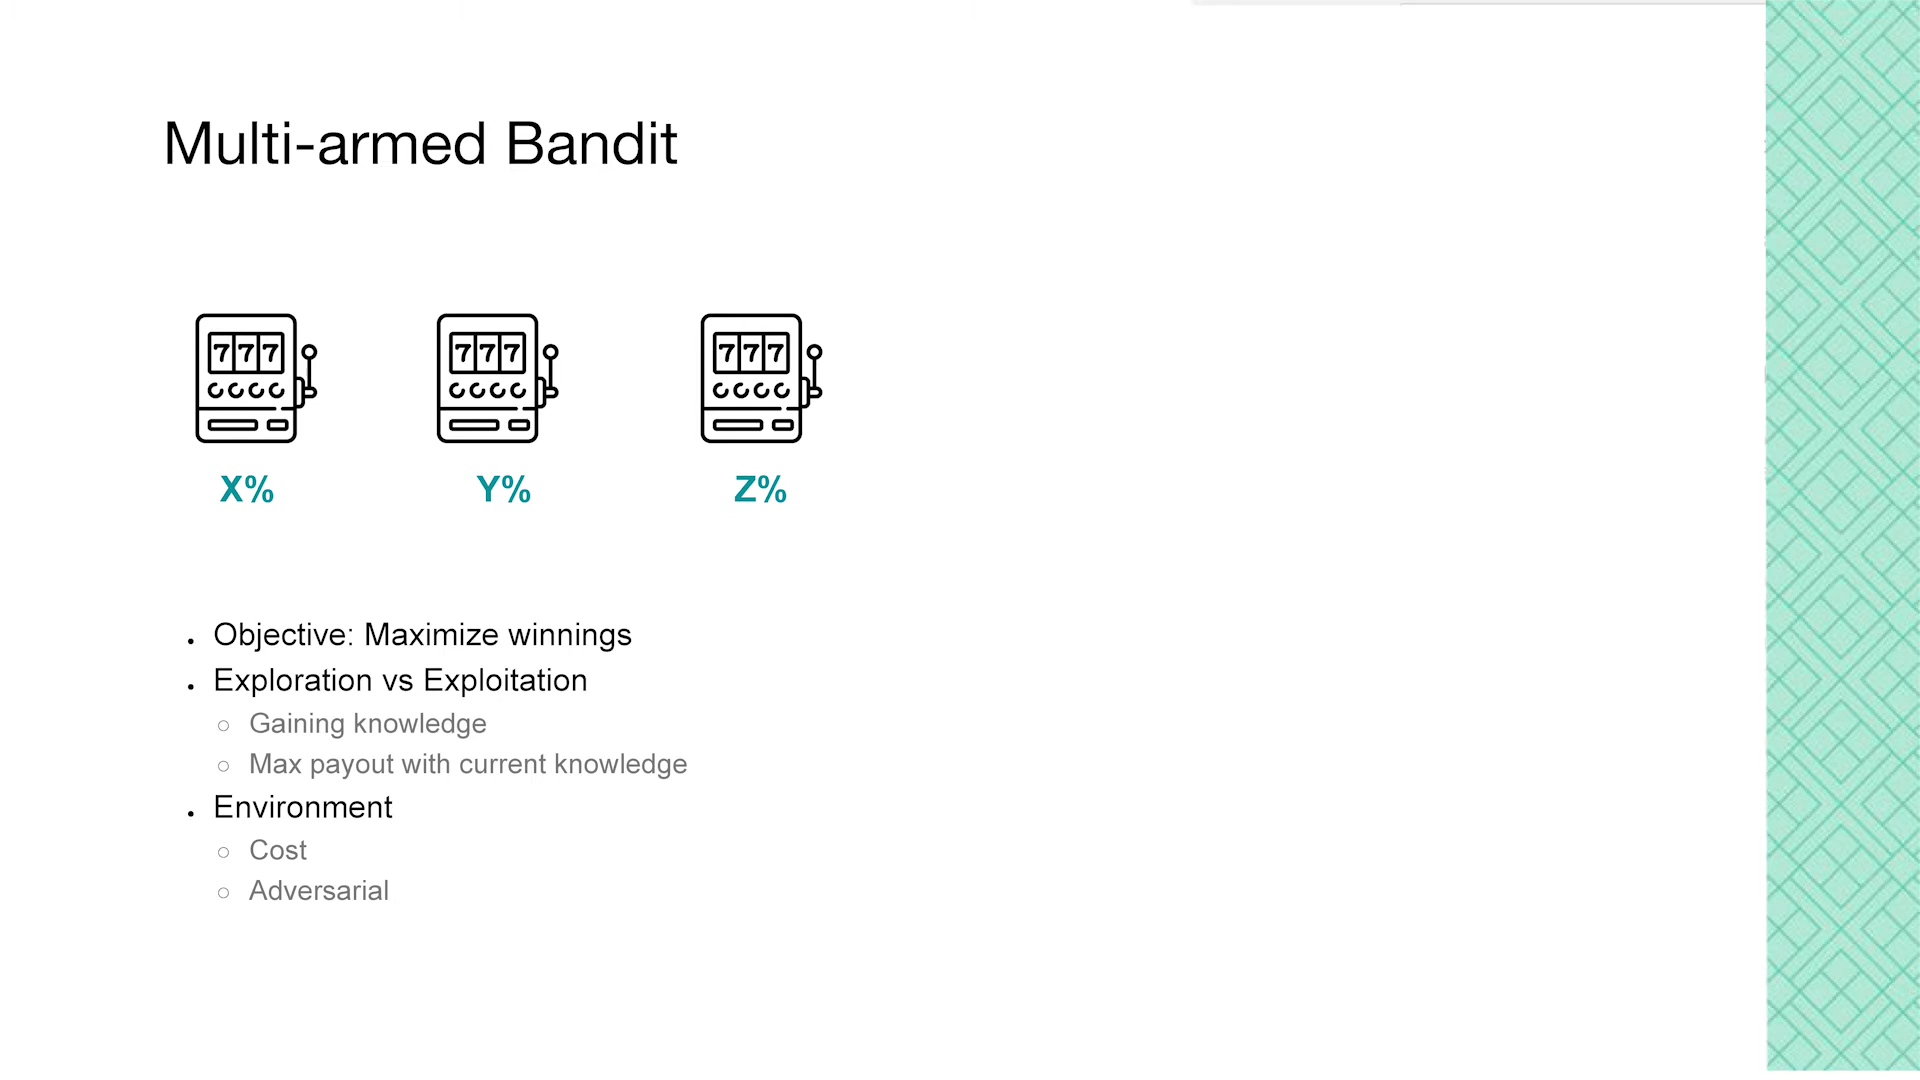 Multi-armed Bandit
777 777 777
X% Y% Z%
. Objective: Maximize winnings
. Exploration vs Exploitation
○ Gaining knowledge
○ Max payout with current knowledge
. Environment
○ Cost
○ Adversarial